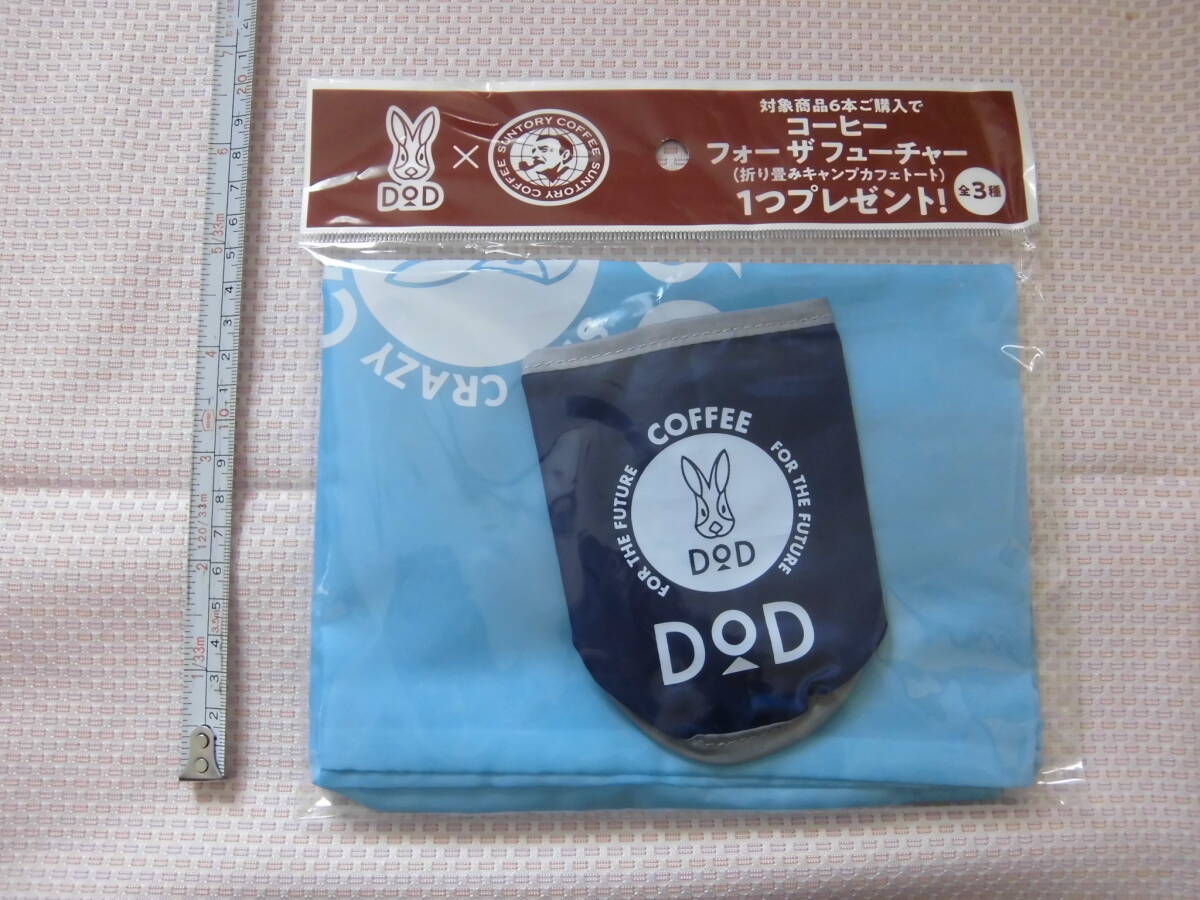 対象商品6本ご購入で
コーヒー
フォー ザ フューチャー
(折り畳みキャンプカフェトート)
1つプレゼント!
全3種
DOD
×
SUNTORY COFFEE SUNTORY COFFEE
CRAZY
COFFEE
FOR THE FUTURE
FOR THE FUTURE
DOD
DOD